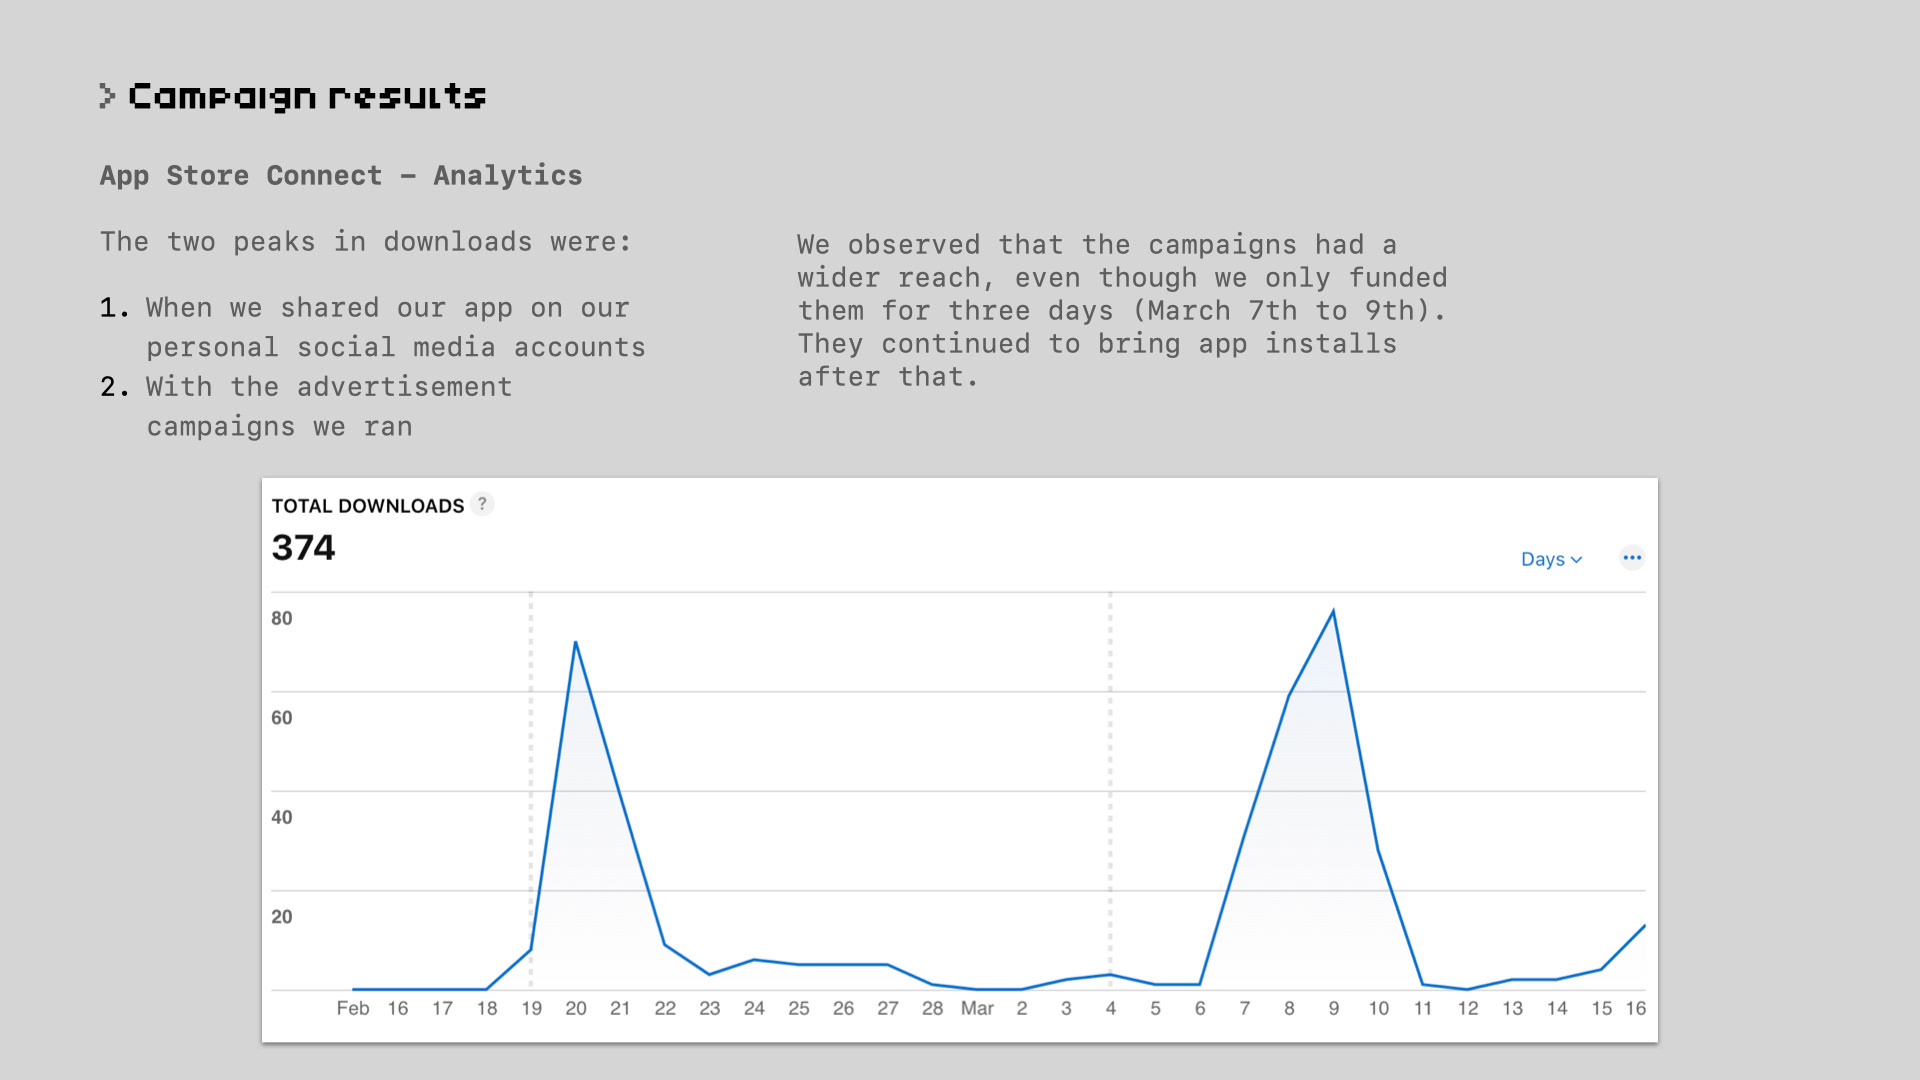 > Campaign results
App Store Connect – Analytics
The two peaks in downloads were:
1. When we shared our app on our
personal social media accounts
2. With the advertisement
campaigns we ran
We observed that the campaigns had a
wider reach, even though we only funded
them for three days (March 7th to 9th).
They continued to bring app installs
after that.
TOTAL DOWNLOADS ?
374
Days
80
60
40
20
Feb 16 17 18 19 20 21 22 23 24 25 26 27 28 Mar 2 3 4 5 6 7 8 9 10 11 12 13 14 15 16